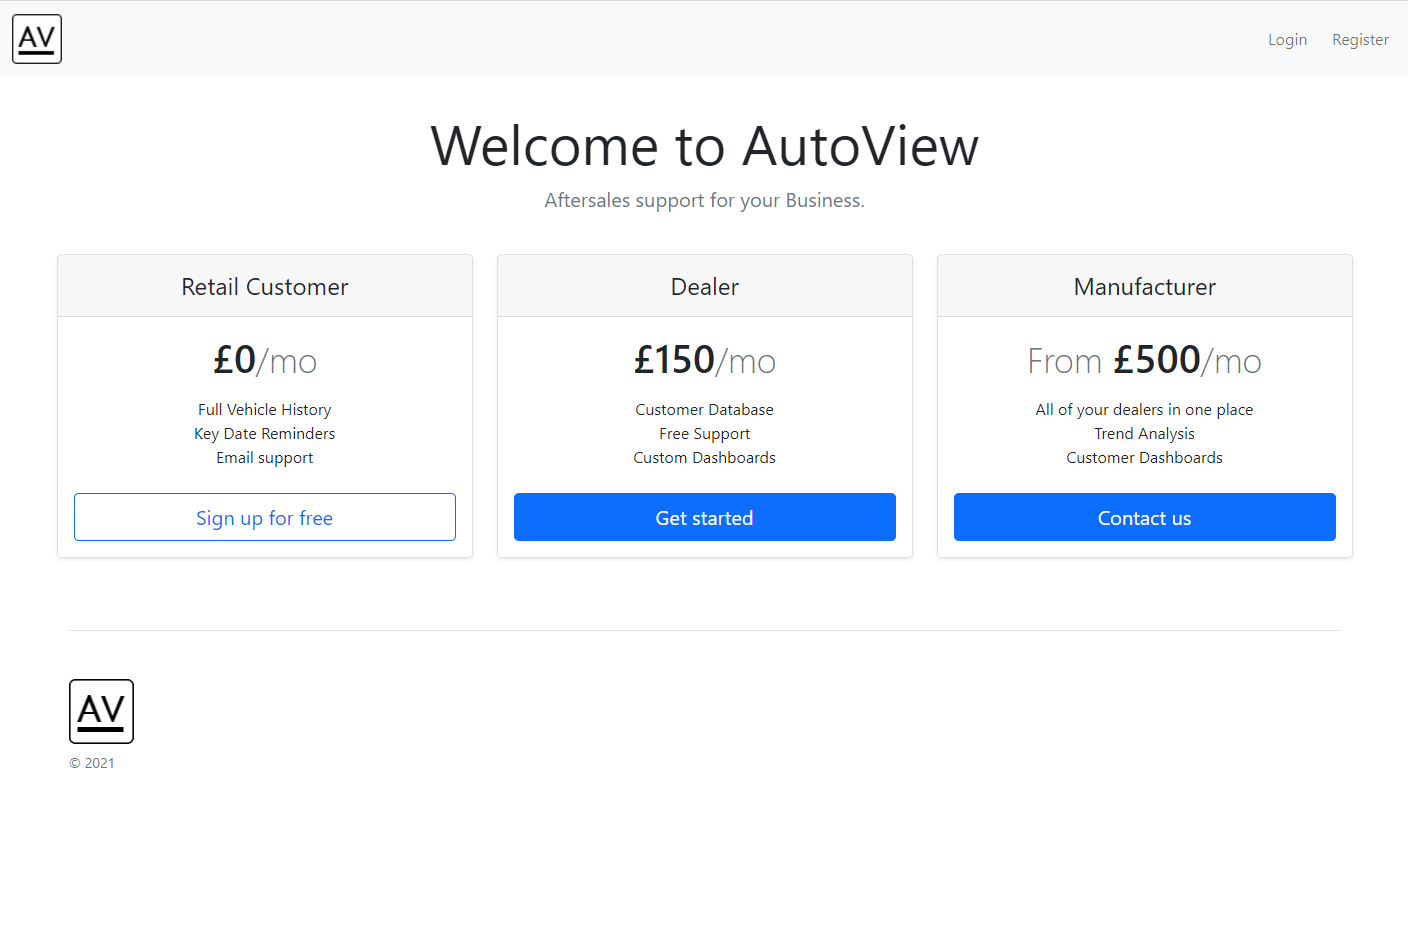 AV
Login Register
Welcome to AutoView
Aftersales support for your Business.
Retail Customer
£0/mo
Full Vehicle History
Key Date Reminders
Email support
Sign up for free
Dealer
£150/mo
Customer Database
Free Support
Custom Dashboards
Get started
Manufacturer
From £500/mo
All of your dealers in one place
Trend Analysis
Customer Dashboards
Contact us
AV
© 2021